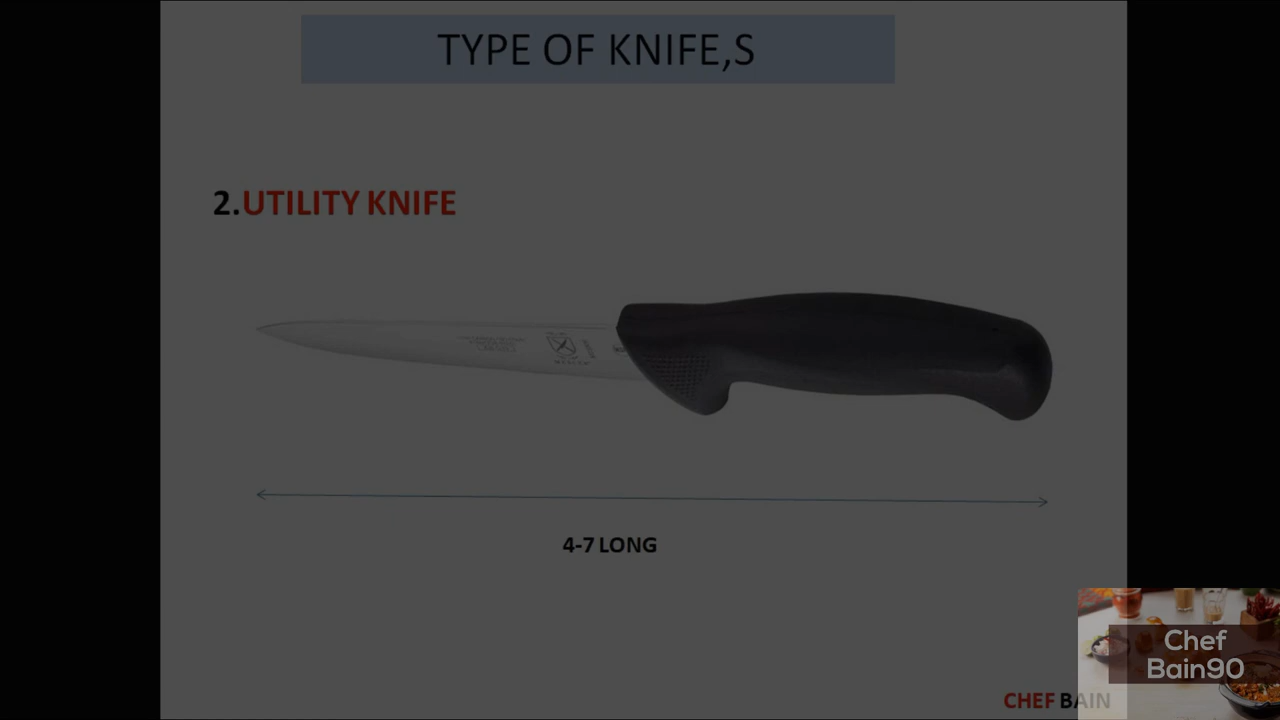 TYPE OF KNIFE,S
2.UTILITY KNIFE
4-7 LONG
Chef
Bain90
CHEF BAIN